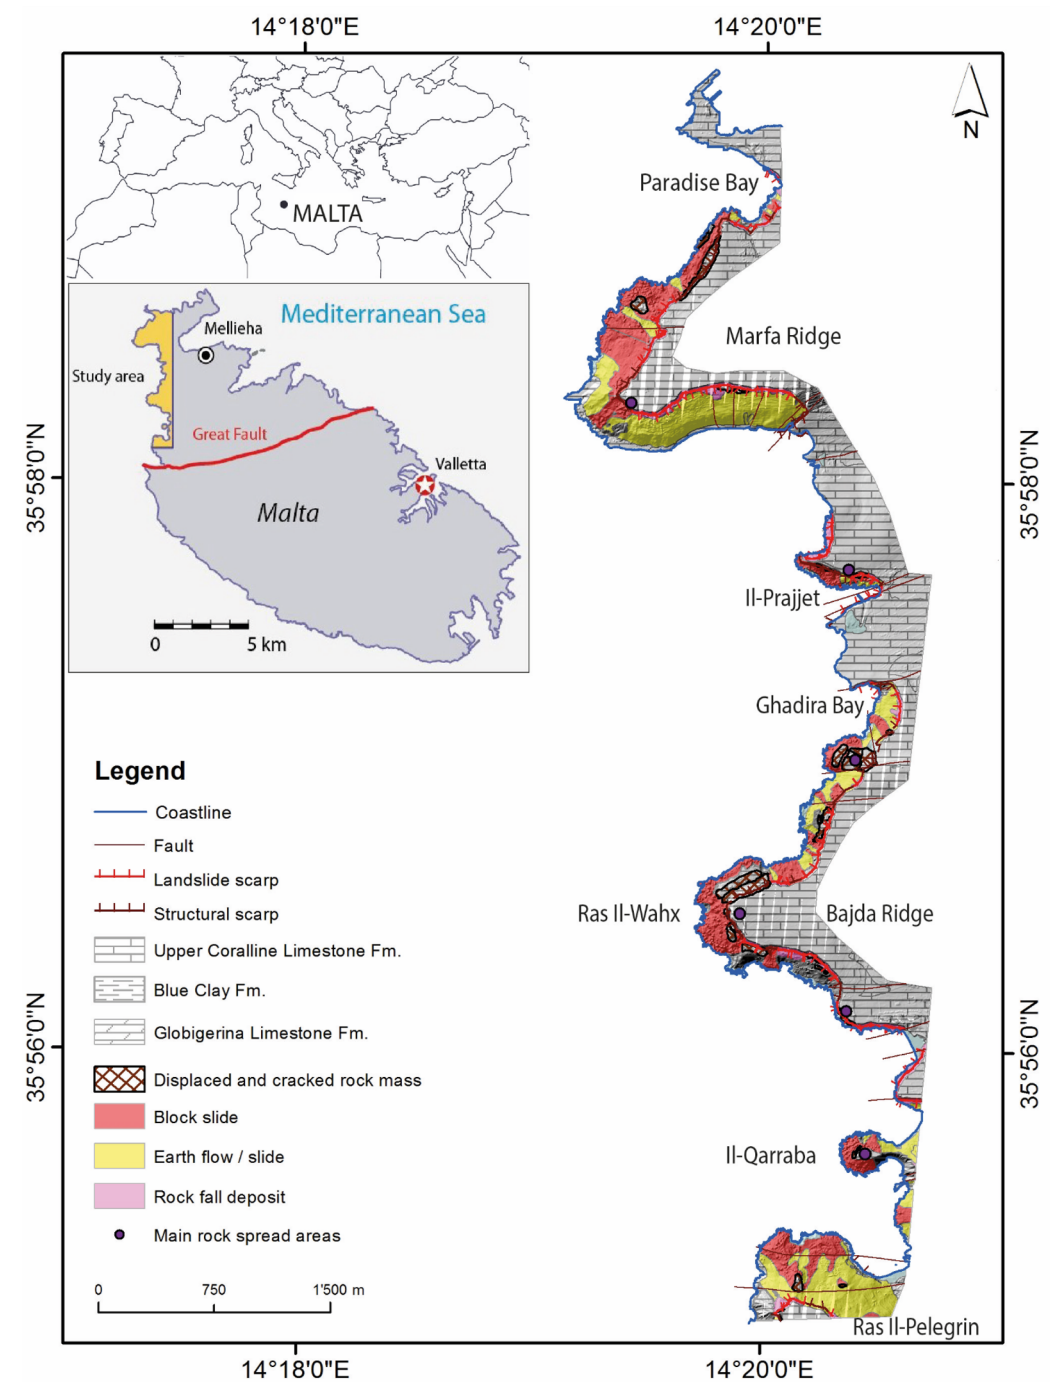 14°18'0"E
14°20'0"E
N
MALTA
Paradise Bay
Mediterranean Sea
Mellieha
Study area
Great Fault
Valletta
Malta
0
5 km
Marfa Ridge
35°58'0"N
35°58'0"N
Il-Prajjet
Ghadira Bay
Legend
Coastline
Fault
Landslide scarp
Structural scarp
Upper Coralline Limestone Fm.
Blue Clay Fm.
Globigerina Limestone Fm.
Displaced and cracked rock mass
Block slide
Earth flow / slide
Rock fall deposit
Main rock spread areas
0
750
1'500 m
Ras Il-Wahx
Bajda Ridge
35°56'0"N
35°56'0"N
Il-Qarraba
Ras Il-Pelegrin
14°18'0"E
14°20'0"E